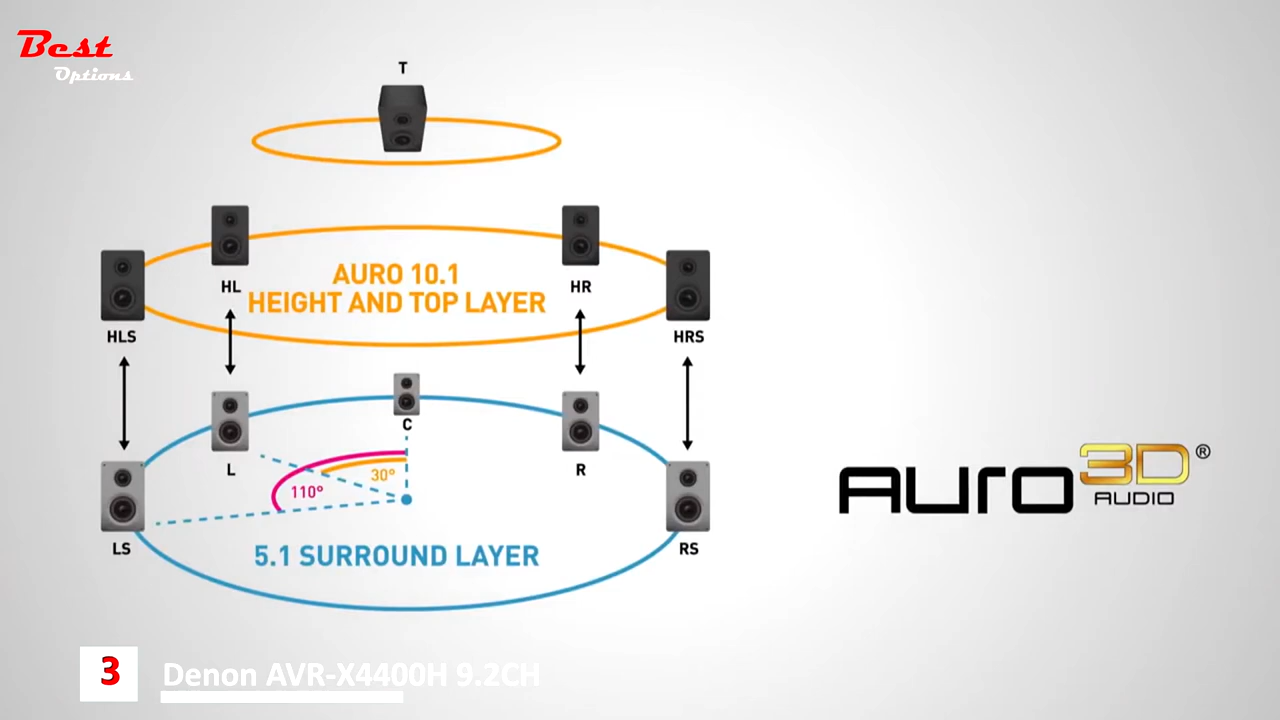 Best
Options
T
HL
HR
AURO 10.1
HEIGHT AND TOP LAYER
HLS
HRS
C
L
R
30°
110°
LS
RS
5.1 SURROUND LAYER
AURO 3D®
AUDIO
3
Denon AVR-X4400H 9.2CH